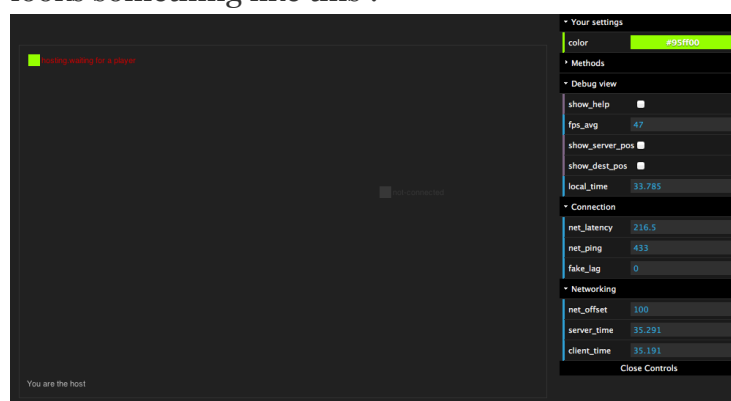 looks something like this :
hosting waiting for a player
not connected
You are the host
Your settings
color #95ff00
Methods
Debug view
show_help
fps_avg 47
show_server_pos
show_dest_pos
local_time 33.785
Connection
net_latency 216.5
net_ping 433
fake_lag 0
Networking
net_offset 100
server_time 35.291
client_time 35.191
Close Controls